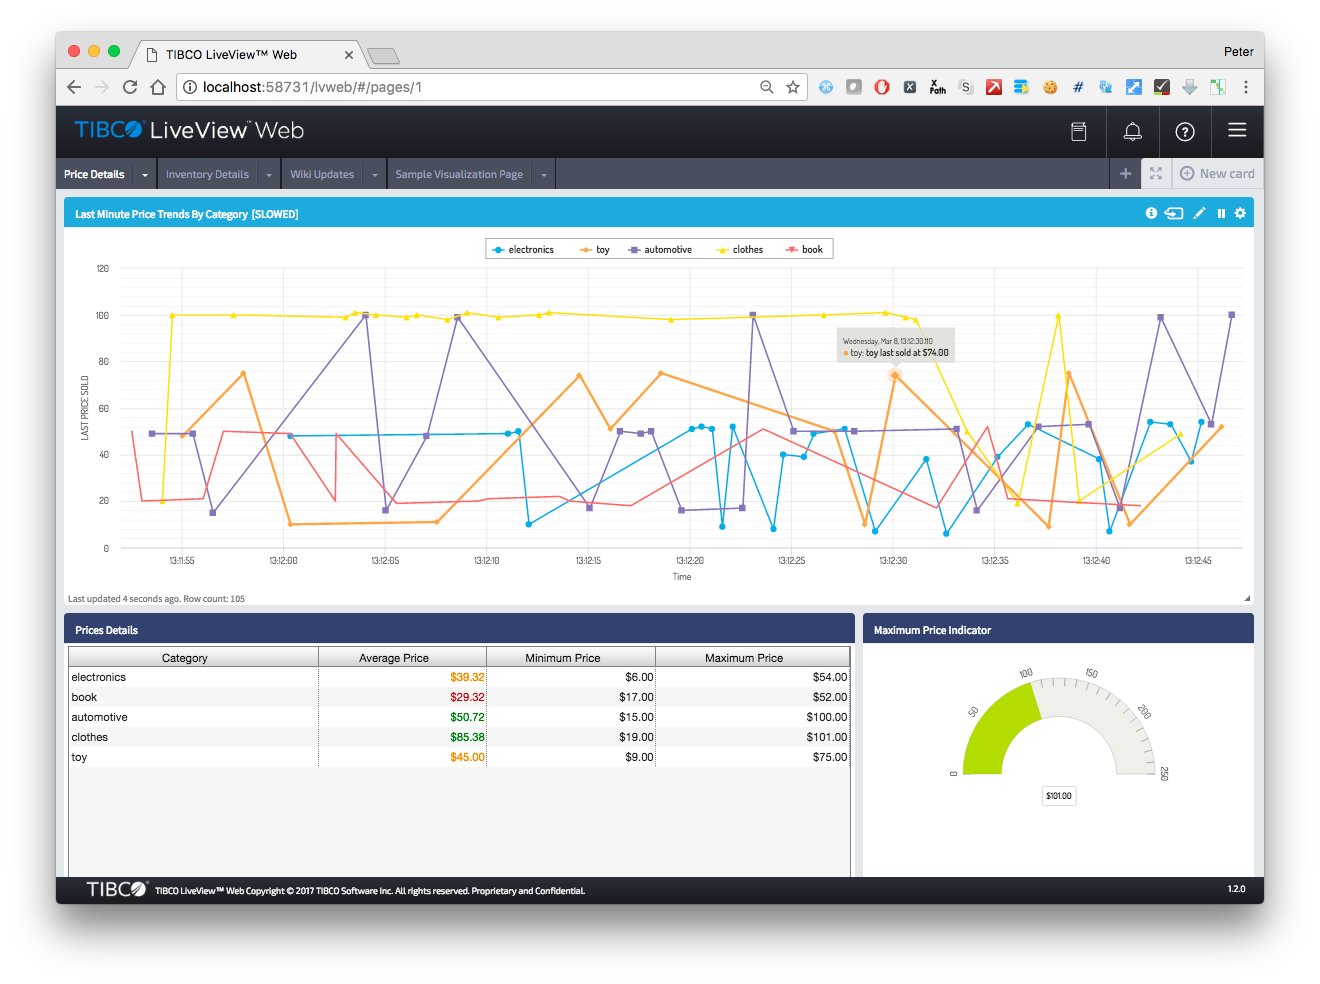 TIBCO LiveView™ Web
Peter
localhost:58731/lvweb/#/pages/1
X Path
S
#
TIBCO LiveView™ Web
Price Details
Inventory Details
Wiki Updates
Sample Visualization Page
+
New card
Last Minute Price Trends By Category [SLOWED]
electronics toy automotive clothes book
120
100
80
60
40
20
0
LAST PRICE SOLD
Wednesday, Mar 8, 13:12:30.110
toy: toy last sold at $74.00
13:11:55 13:12:00 13:12:05 13:12:10 13:12:15 13:12:20 13:12:25 13:12:30 13:12:35 13:12:40 13:12:45
Time
Last updated 4 seconds ago. Row count: 105
Prices Details
Category Average Price Minimum Price Maximum Price
electronics $39.32 $6.00 $54.00
book $29.32 $17.00 $52.00
automotive $50.72 $15.00 $100.00
clothes $85.38 $19.00 $101.00
toy $45.00 $9.00 $75.00
Maximum Price Indicator
0 50 100 150 200 250
$101.00
TIBCO® TIBCO LiveView™ Web Copyright © 2017 TIBCO Software Inc. All rights reserved. Proprietary and Confidential.
1.2.0